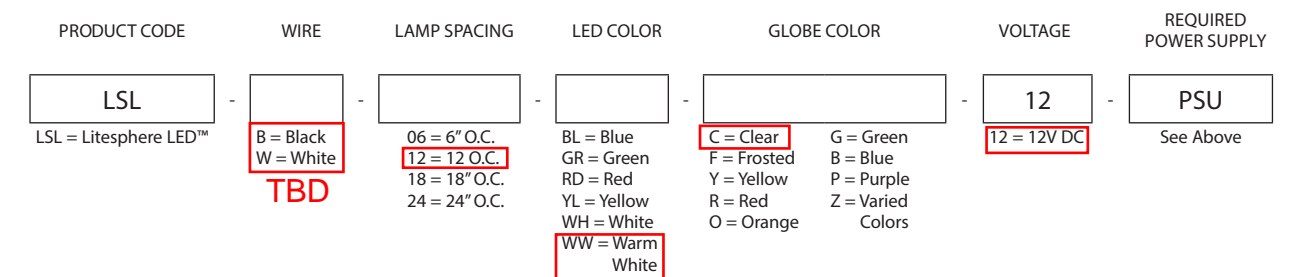 PRODUCT CODE
WIRE
LAMP SPACING
LED COLOR
GLOBE COLOR
VOLTAGE
REQUIRED
POWER SUPPLY
LSL
-
-
-
-
-
12
-
PSU
LSL = Litesphere LED™
B = Black
W = White
TBD
06 = 6” O.C.
12 = 12 O.C.
18 = 18” O.C.
24 = 24” O.C.
BL = Blue
GR = Green
RD = Red
YL = Yellow
WH = White
WW = Warm
White
C = Clear
F = Frosted
Y = Yellow
R = Red
O = Orange
G = Green
B = Blue
P = Purple
Z = Varied
Colors
12 = 12V DC
See Above